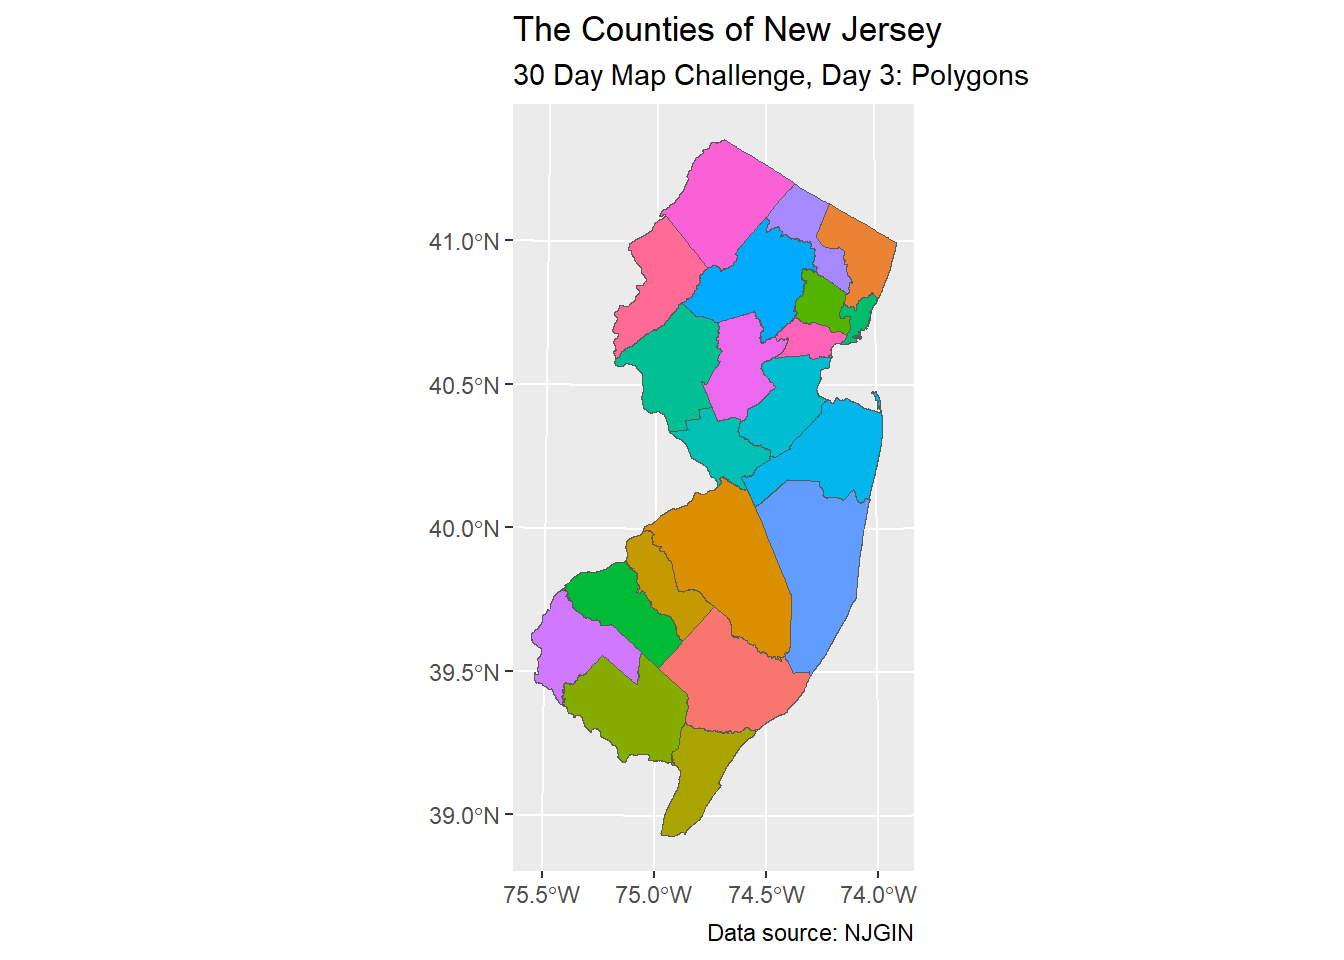 The Counties of New Jersey
30 Day Map Challenge, Day 3: Polygons
41.0°N
40.5°N
40.0°N
39.5°N
39.0°N
75.5°W 75.0°W 74.5°W 74.0°W
Data source: NJGIN